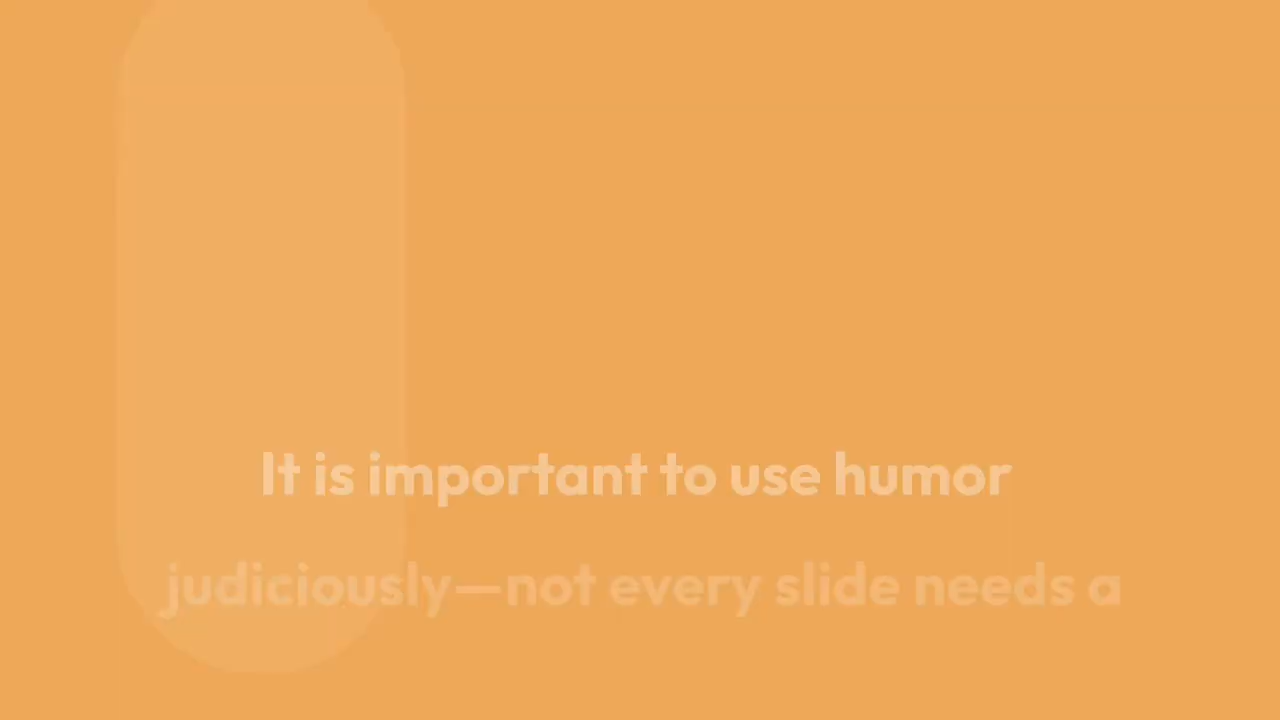 It is important to use humor
judiciously—not every slide needs a